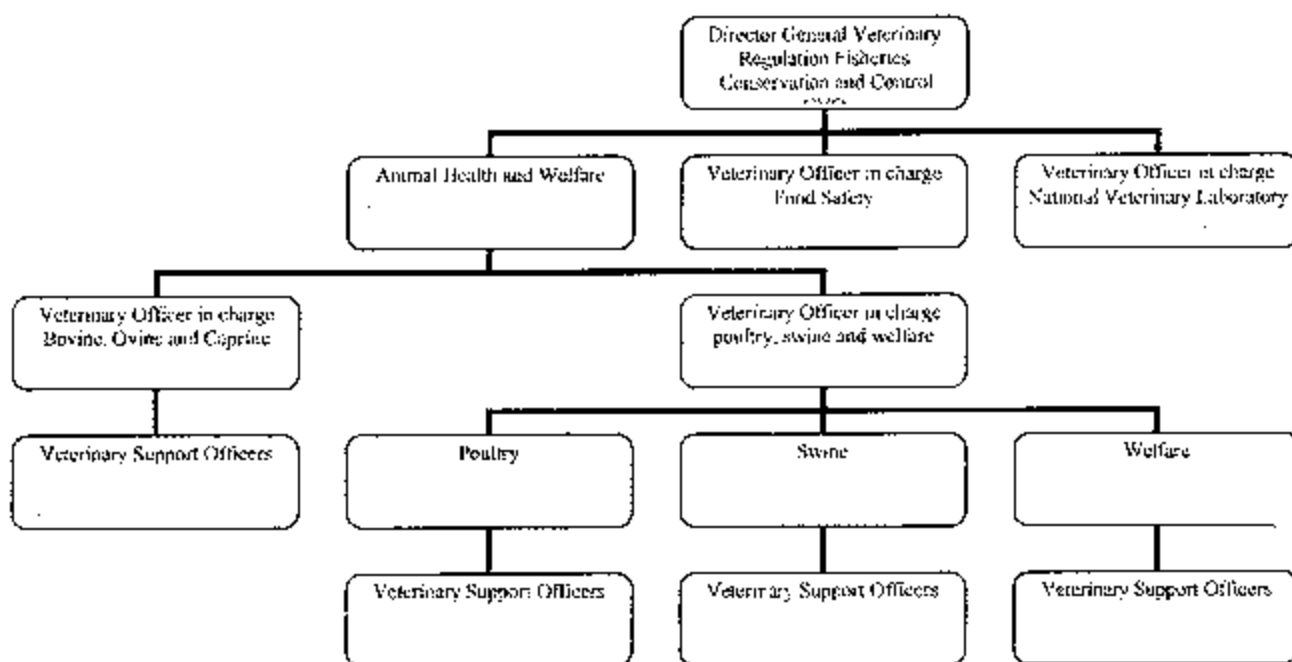 Director General Veterinary
Regulation Fisheries
Conservation and Control
Animal Health and Welfare
Veterinary Officer in charge
Food Safety
Veterinary Officer in charge
National Veterinary Laboratory
Veterinary Officer in charge
Bovine, Ovine and Caprine
Veterinary Officer in charge
poultry, swine and welfare
Veterinary Support Officers
Poultry
Swine
Welfare
Veterinary Support Officers
Veterinary Support Officers
Veterinary Support Officers